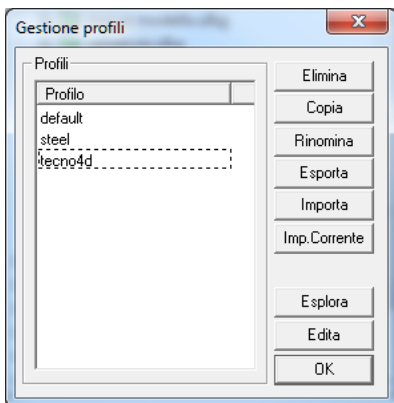 Gestione profili
Profili
Profilo
default
steel
tecno4d
Elimina
Copia
Rinomina
Esporta
Importa
Imp.Corrente
Esplora
Edita
OK